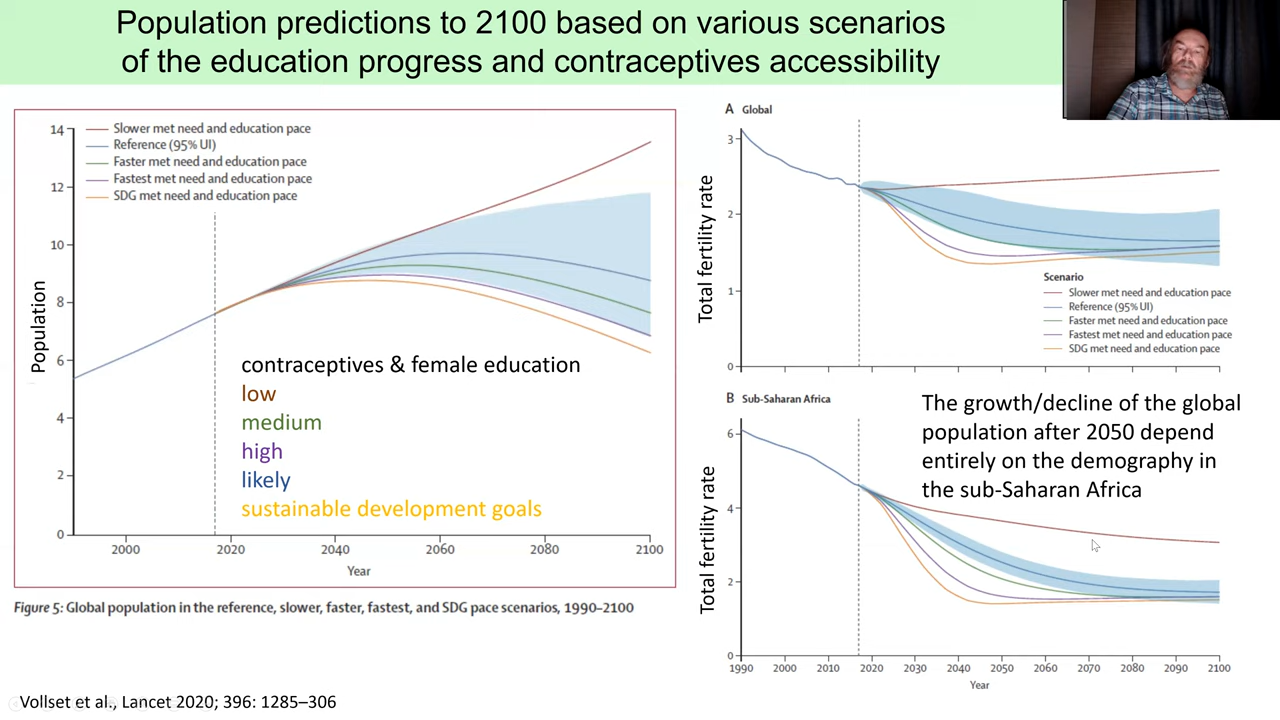 Population predictions to 2100 based on various scenarios
of the education progress and contraceptives accessibility
14
12
10
8
6
4
2
0
Population
Slower met need and education pace
Reference (95% UI)
Faster met need and education pace
Fastest met need and education pace
SDG met need and education pace
contraceptives & female education
low
medium
high
likely
sustainable development goals
2000 2020 2040 2060 2080 2100
Year
Figure 5: Global population in the reference, slower, faster, fastest, and SDG pace scenarios, 1990–2100
A Global
3
2
1
0
Total fertility rate
Scenario
Slower met need and education pace
Reference (95% UI)
Faster met need and education pace
Fastest met need and education pace
SDG met need and education pace
B Sub-Saharan Africa
6
4
2
0
Total fertility rate
The growth/decline of the global
population after 2050 depend
entirely on the demography in
the sub-Saharan Africa
1990 2000 2010 2020 2030 2040 2050 2060 2070 2080 2090 2100
Year
Vollset et al., Lancet 2020; 396: 1285–306